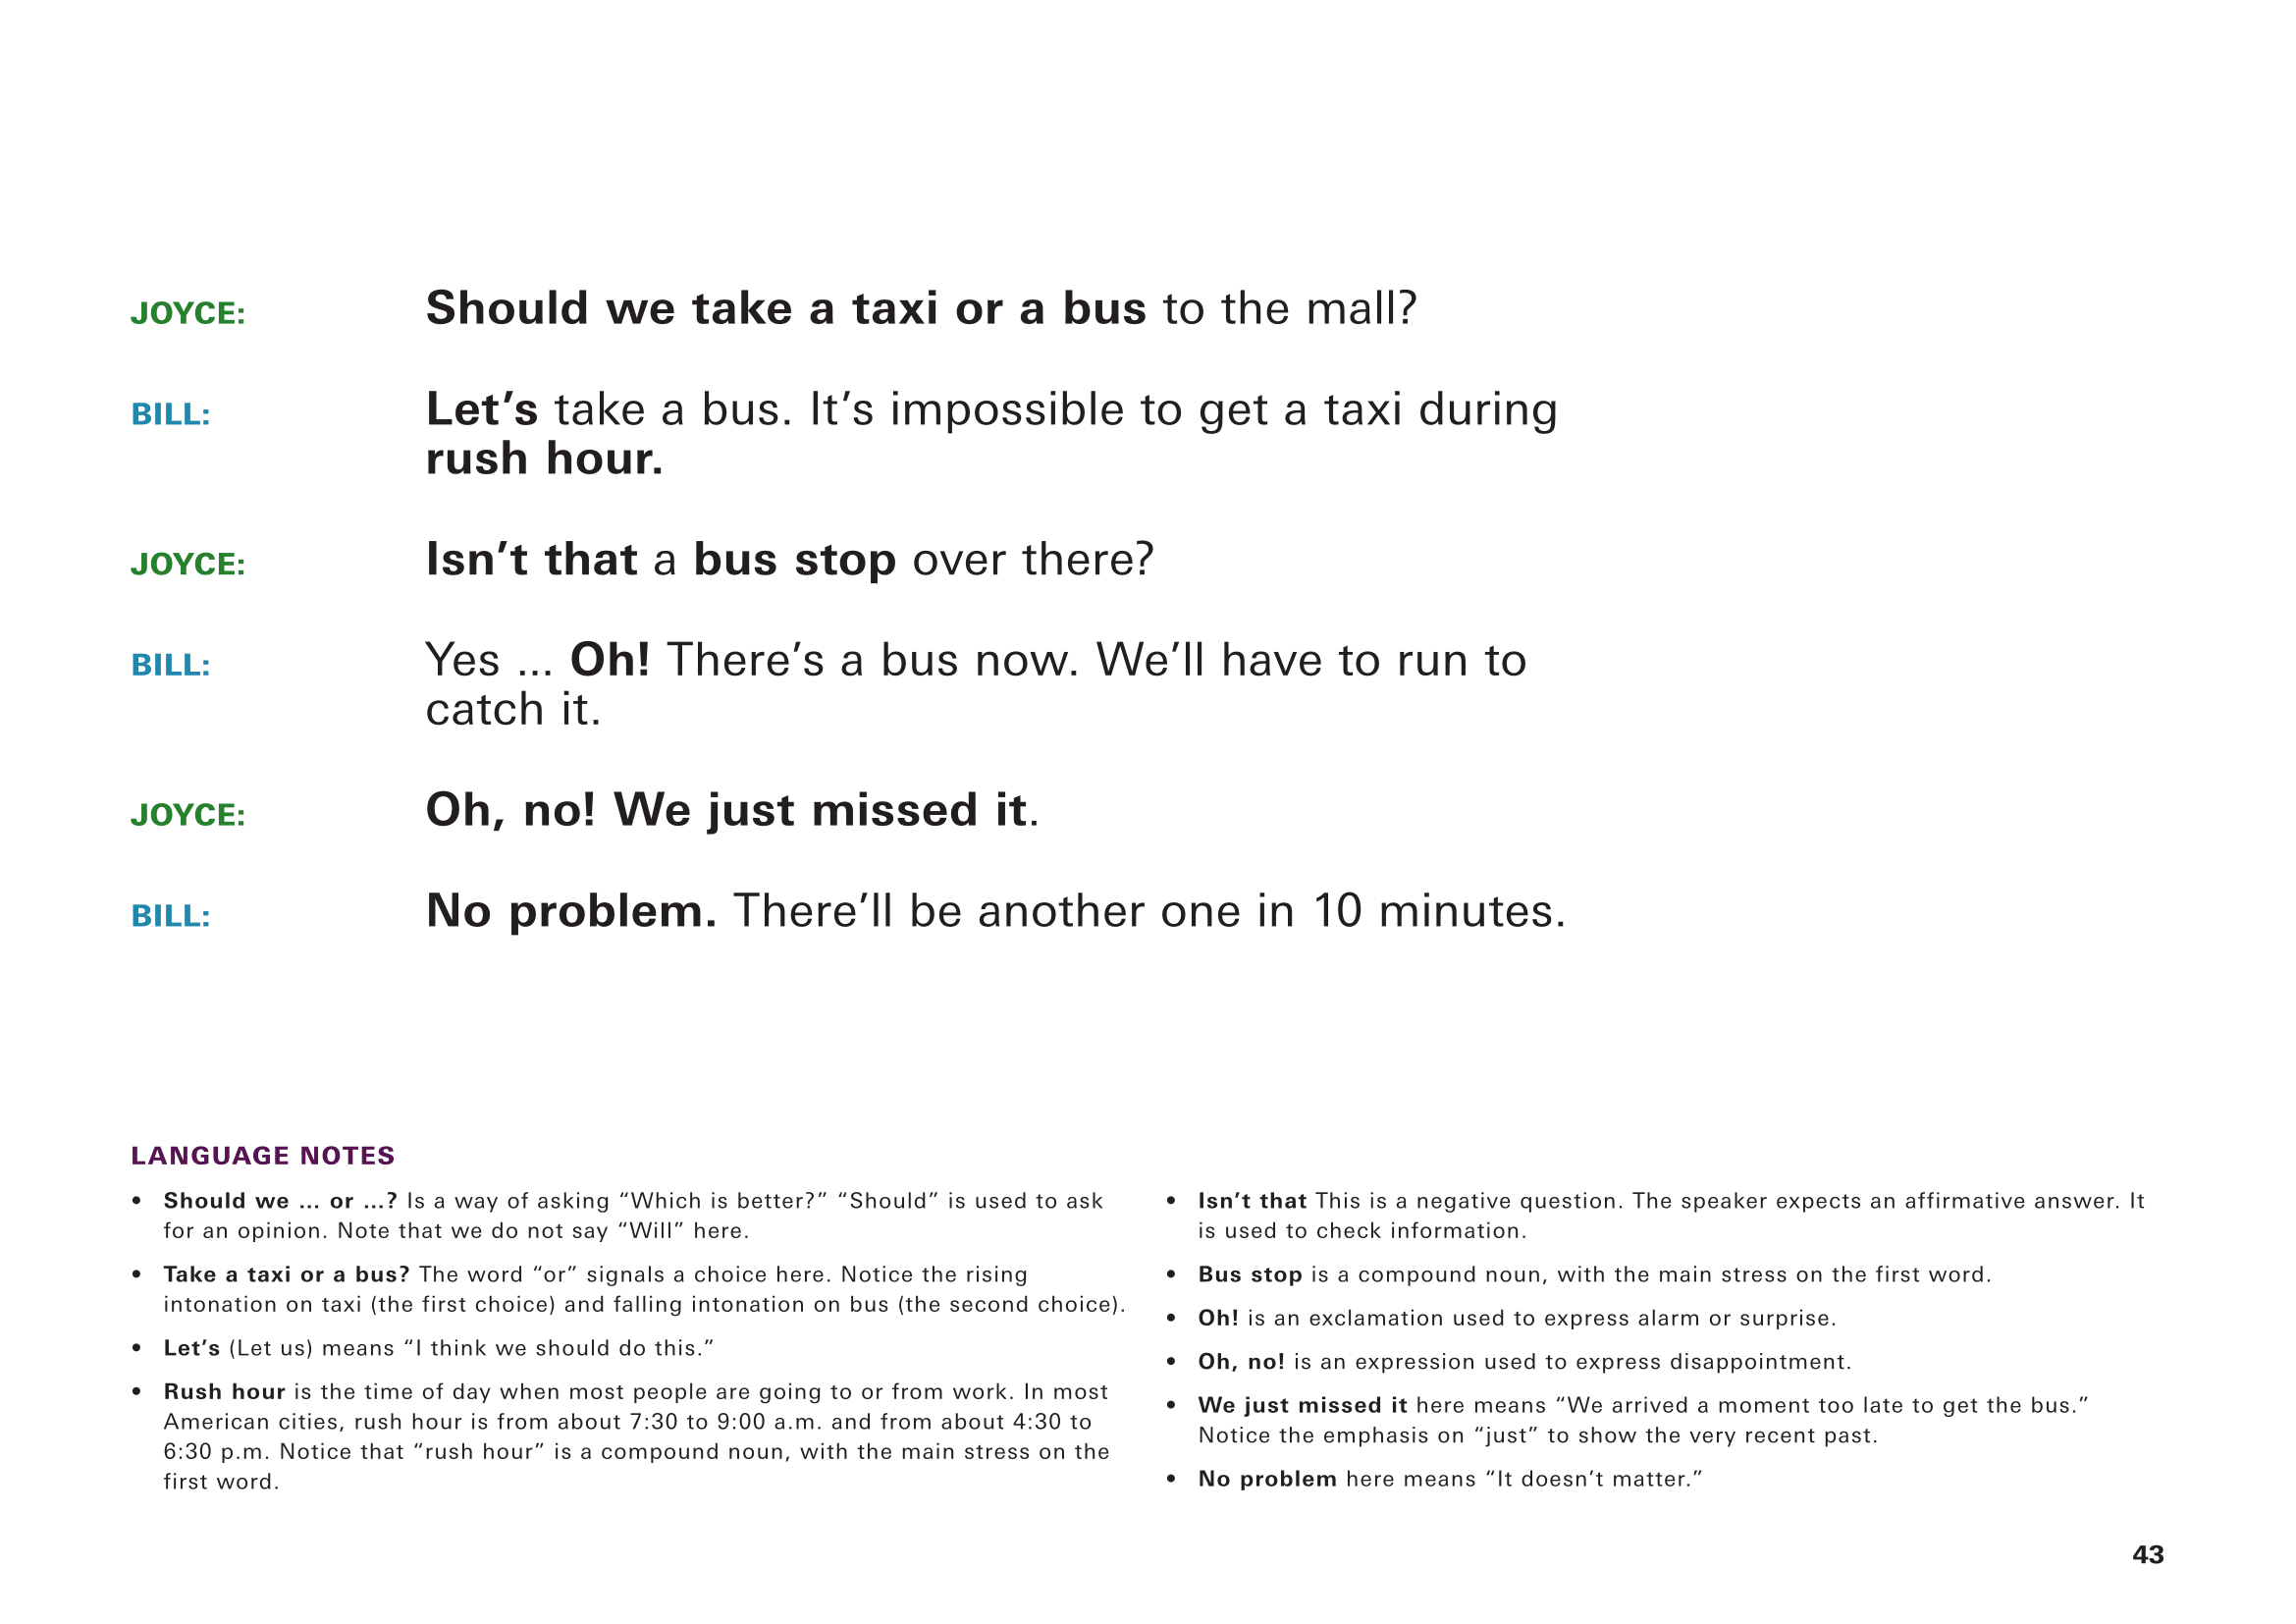 JOYCE: Should we take a taxi or a bus to the mall?
BILL: Let’s take a bus. It’s impossible to get a taxi during
rush hour.
JOYCE: Isn’t that a bus stop over there?
BILL: Yes ... Oh! There’s a bus now. We’ll have to run to
catch it.
JOYCE: Oh, no! We just missed it.
BILL: No problem. There’ll be another one in 10 minutes.
LANGUAGE NOTES
• Should we ... or ...? Is a way of asking “Which is better?” “Should” is used to ask
for an opinion. Note that we do not say “Will” here.
• Take a taxi or a bus? The word “or” signals a choice here. Notice the rising
intonation on taxi (the first choice) and falling intonation on bus (the second choice).
• Let’s (Let us) means “I think we should do this.”
• Rush hour is the time of day when most people are going to or from work. In most
American cities, rush hour is from about 7:30 to 9:00 a.m. and from about 4:30 to
6:30 p.m. Notice that “rush hour” is a compound noun, with the main stress on the
first word.
• Isn’t that This is a negative question. The speaker expects an affirmative answer. It
is used to check information.
• Bus stop is a compound noun, with the main stress on the first word.
• Oh! is an exclamation used to express alarm or surprise.
• Oh, no! is an expression used to express disappointment.
• We just missed it here means “We arrived a moment too late to get the bus.”
Notice the emphasis on “just” to show the very recent past.
• No problem here means “It doesn’t matter.”
43